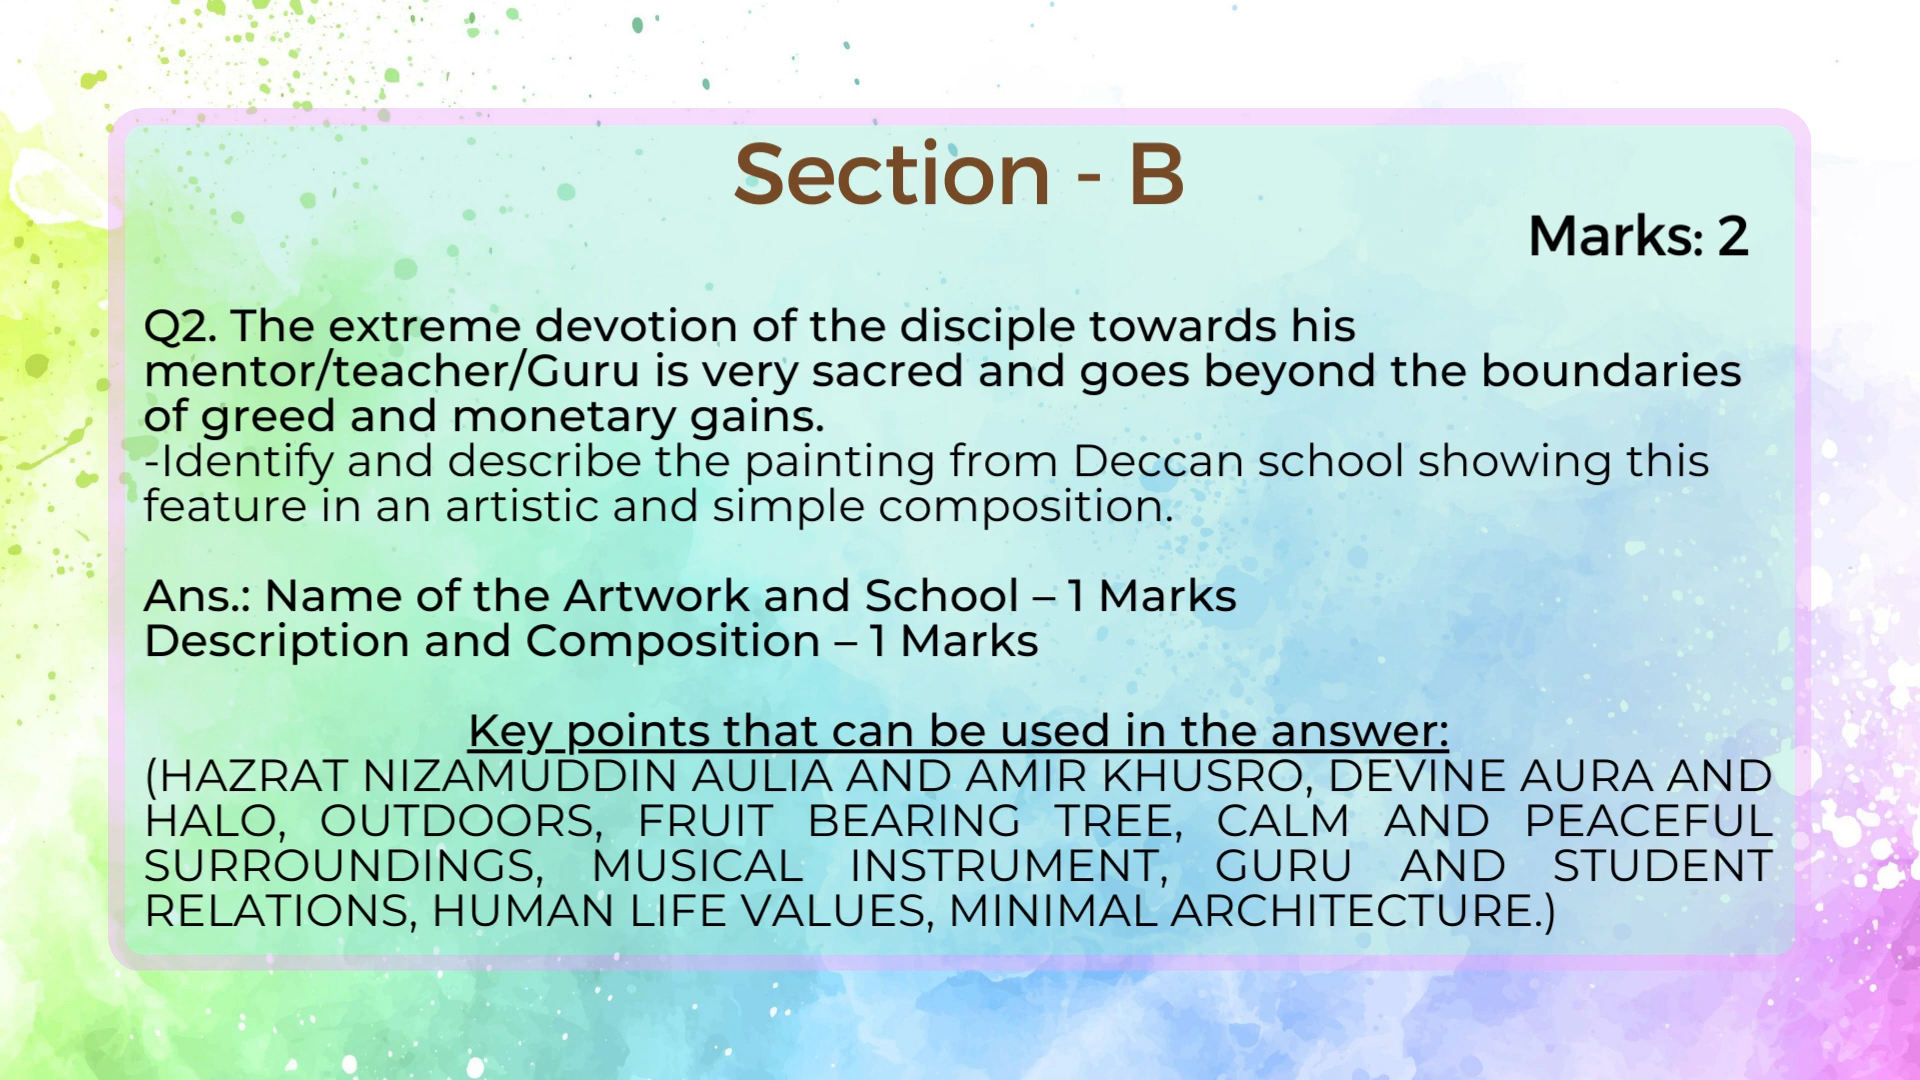 Section - B
Marks: 2
Q2. The extreme devotion of the disciple towards his
mentor/teacher/Guru is very sacred and goes beyond the boundaries
of greed and monetary gains.
-Identify and describe the painting from Deccan school showing this
feature in an artistic and simple composition.
Ans.: Name of the Artwork and School – 1 Marks
Description and Composition – 1 Marks
Key points that can be used in the answer:
(HAZRAT NIZAMUDDIN AULIA AND AMIR KHUSRO, DEVINE AURA AND
HALO, OUTDOORS, FRUIT BEARING TREE, CALM AND PEACEFUL
SURROUNDINGS, MUSICAL INSTRUMENT, GURU AND STUDENT
RELATIONS, HUMAN LIFE VALUES, MINIMAL ARCHITECTURE.)